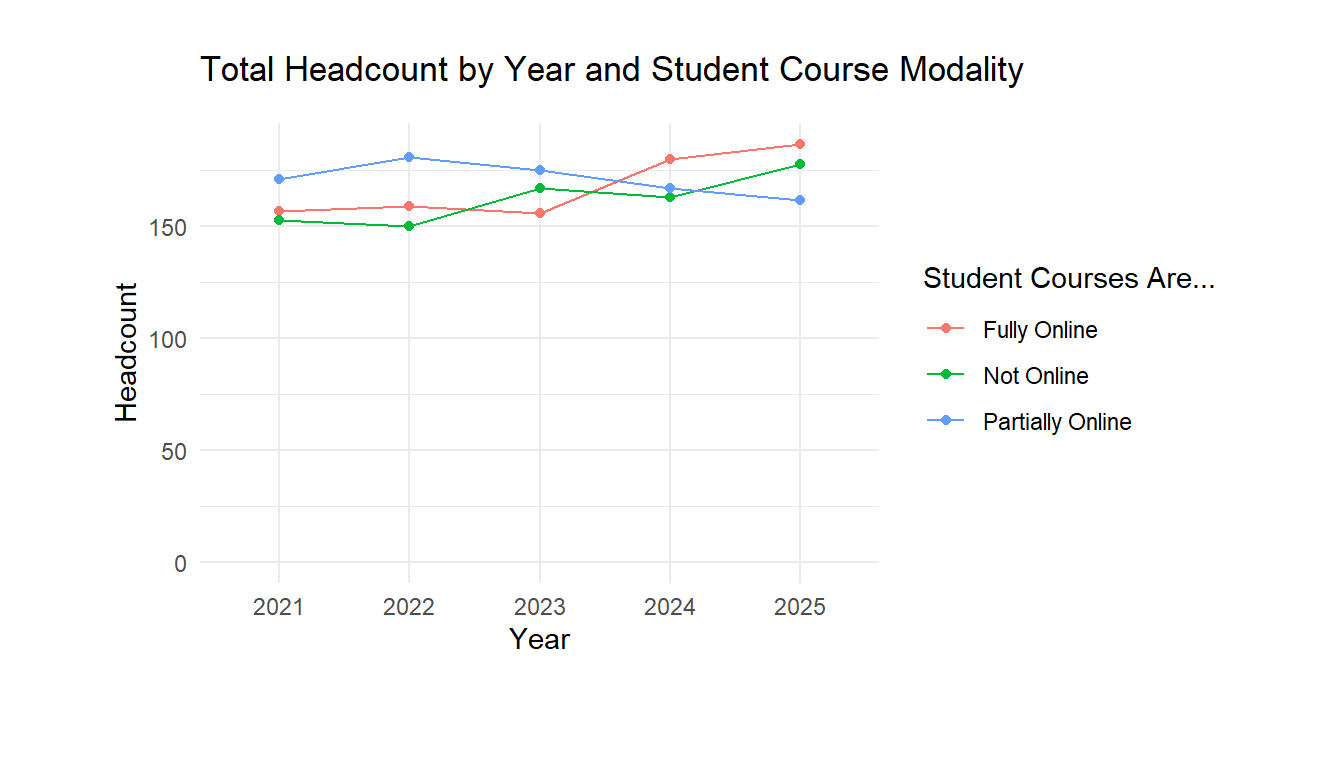 Total Headcount by Year and Student Course Modality
150
100
50
0
Headcount
2021 2022 2023 2024 2025
Year
Student Courses Are...
Fully Online
Not Online
Partially Online